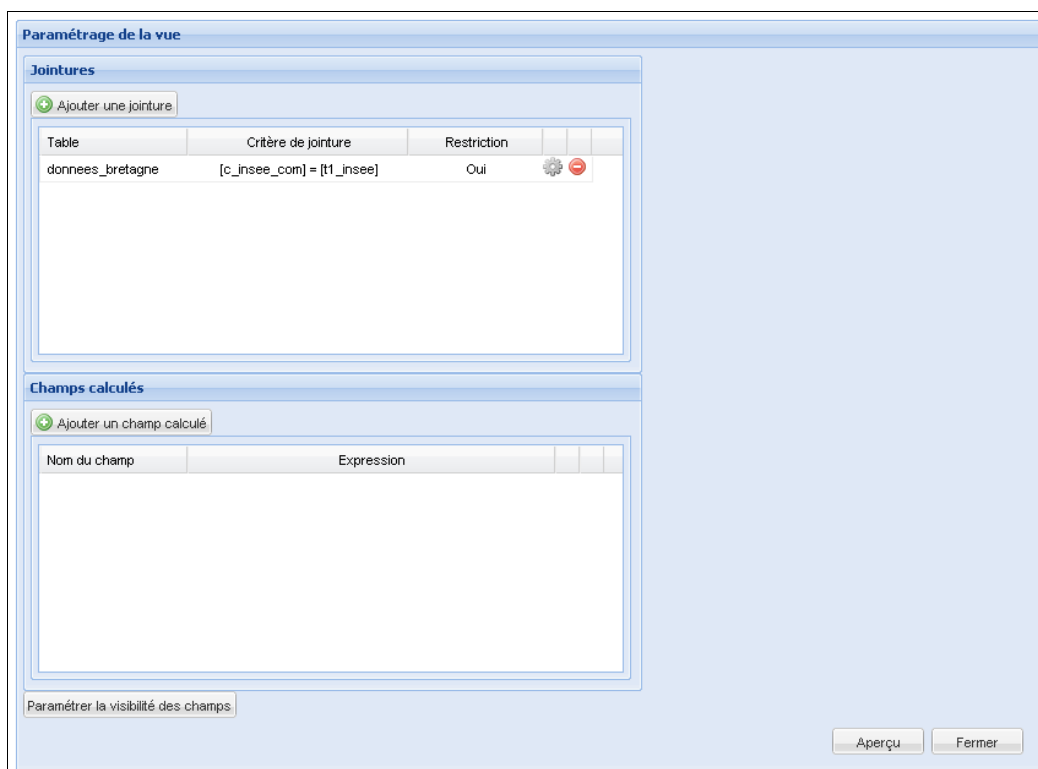 Paramétrage de la vue
Jointures
Ajouter une jointure
Table Critère de jointure Restriction
donnees_bretagne [c_insee_com] = [t1_insee] Oui
Champs calculés
Ajouter un champ calculé
Nom du champ Expression
Paramétrer la visibilité des champs
Aperçu Fermer